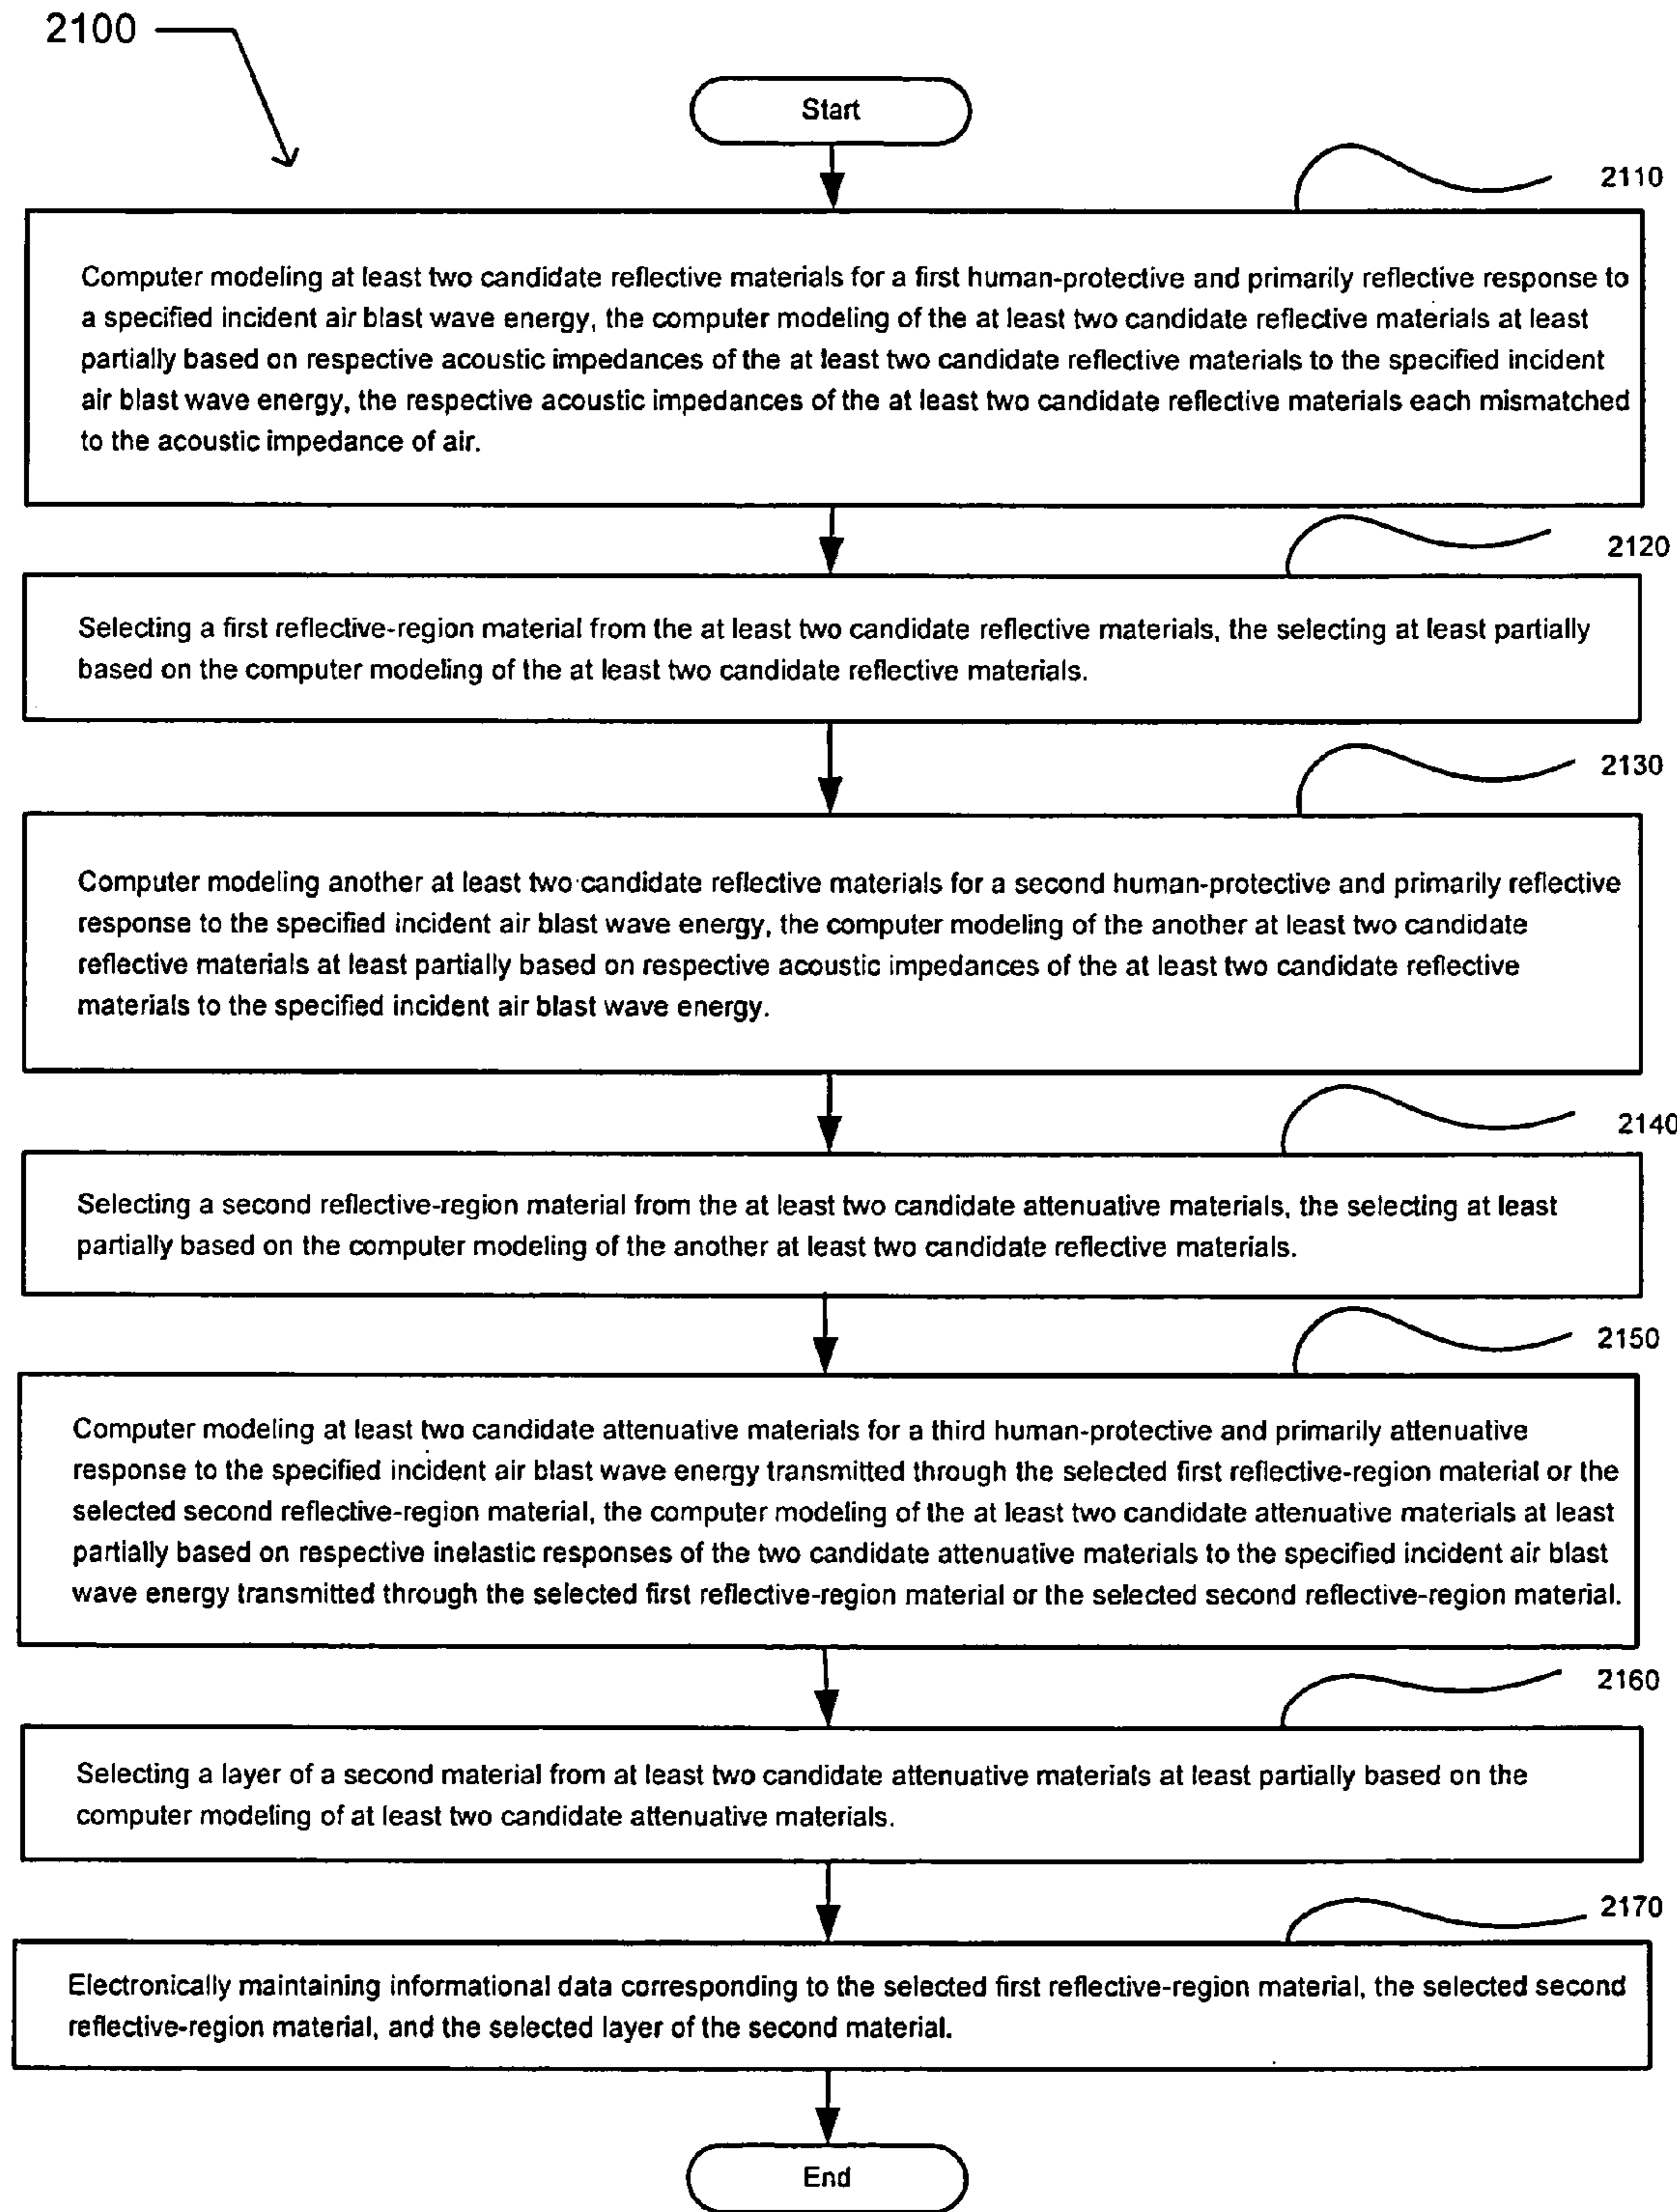 2100
Start
2110
Computer modeling at least two candidate reflective materials for a first human-protective and primarily reflective response to
a specified incident air blast wave energy, the computer modeling of the at least two candidate reflective materials at least
partially based on respective acoustic impedances of the at least two candidate reflective materials to the specified incident
air blast wave energy, the respective acoustic impedances of the at least two candidate reflective materials each mismatched
to the acoustic impedance of air.
2120
Selecting a first reflective-region material from the at least two candidate reflective materials, the selecting at least partially
based on the computer modeling of the at least two candidate reflective materials.
2130
Computer modeling another at least two candidate reflective materials for a second human-protective and primarily reflective
response to the specified incident air blast wave energy, the computer modeling of the another at least two candidate
reflective materials at least partially based on respective acoustic impedances of the at least two candidate reflective
materials to the specified incident air blast wave energy.
2140
Selecting a second reflective-region material from the at least two candidate attenuative materials, the selecting at least
partially based on the computer modeling of the another at least two candidate reflective materials.
2150
Computer modeling at least two candidate attenuative materials for a third human-protective and primarily attenuative
response to the specified incident air blast wave energy transmitted through the selected first reflective-region material or the
selected second reflective-region material, the computer modeling of the at least two candidate attenuative materials at least
partially based on respective inelastic responses of the two candidate attenuative materials to the specified incident air blast
wave energy transmitted through the selected first reflective-region material or the selected second reflective-region material.
2160
Selecting a layer of a second material from at least two candidate attenuative materials at least partially based on the
computer modeling of at least two candidate attenuative materials.
2170
Electronically maintaining informational data corresponding to the selected first reflective-region material, the selected second
reflective-region material, and the selected layer of the second material.
End